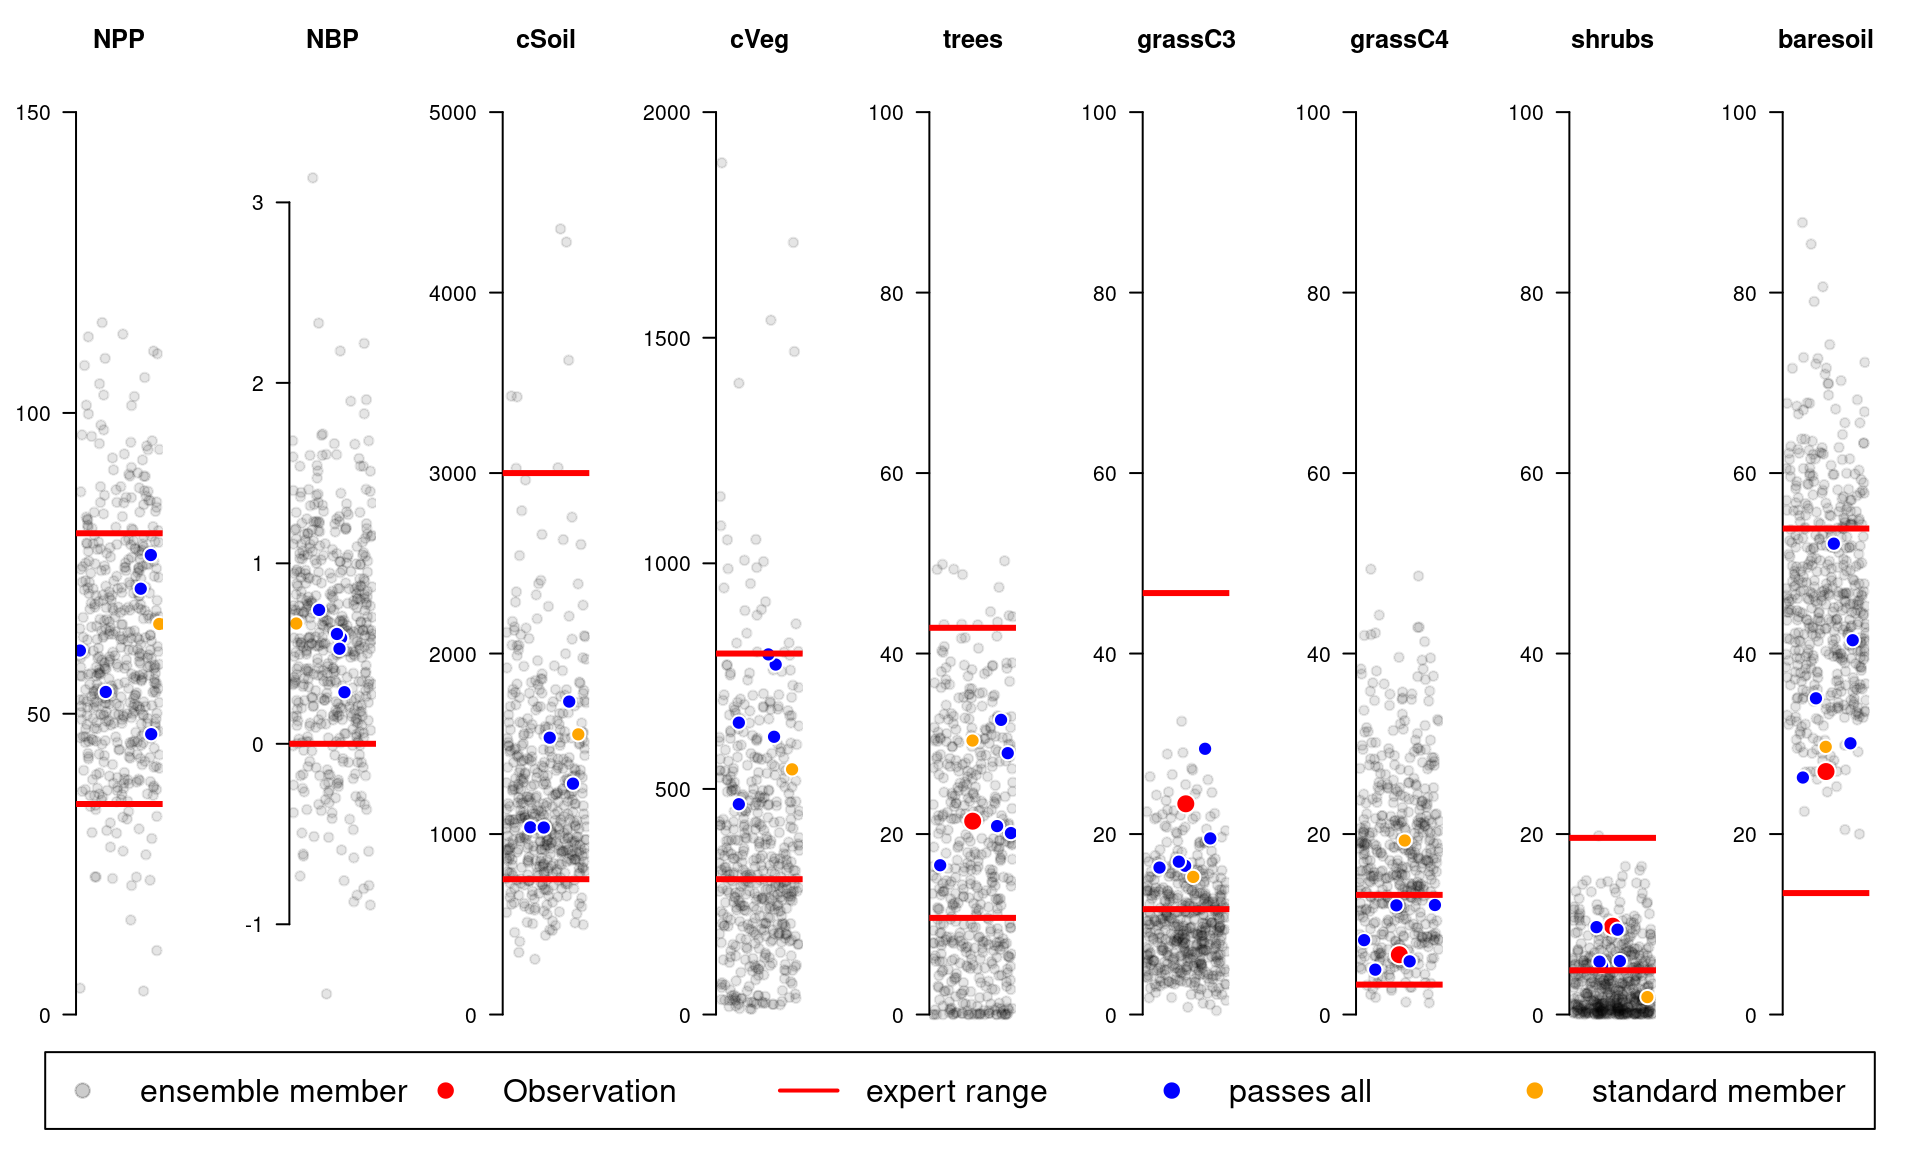 NPP NBP cSoil cVeg trees grassC3 grassC4 shrubs baresoil
150 5000 2000 100 100 100 100 100
3
4000 80 80 80 80 80
1500
2
100
3000 60 60 60 60 60
1 1000
2000 40 40 40 40 40
50
0
500
1000 20 20 20 20 20
-1
0 0 0 0 0 0 0 0
ensemble member Observation expert range passes all standard member